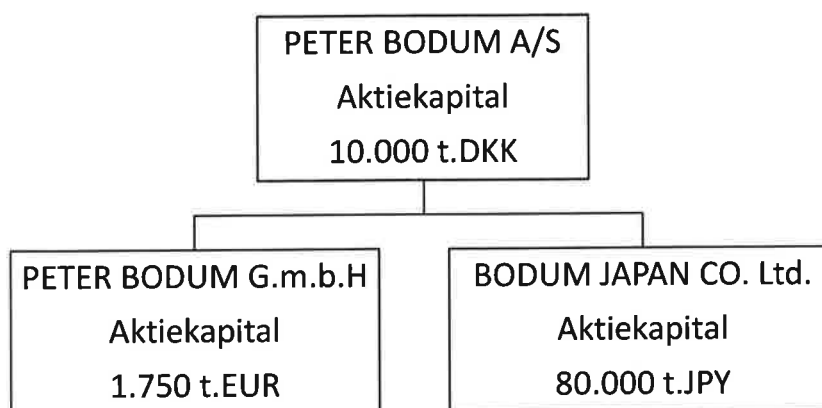 PETER BODUM A/S
Aktiekapital
10.000 t.DKK
PETER BODUM G.m.b.H
Aktiekapital
1.750 t.EUR
BODUM JAPAN CO. Ltd.
Aktiekapital
80.000 t.JPY